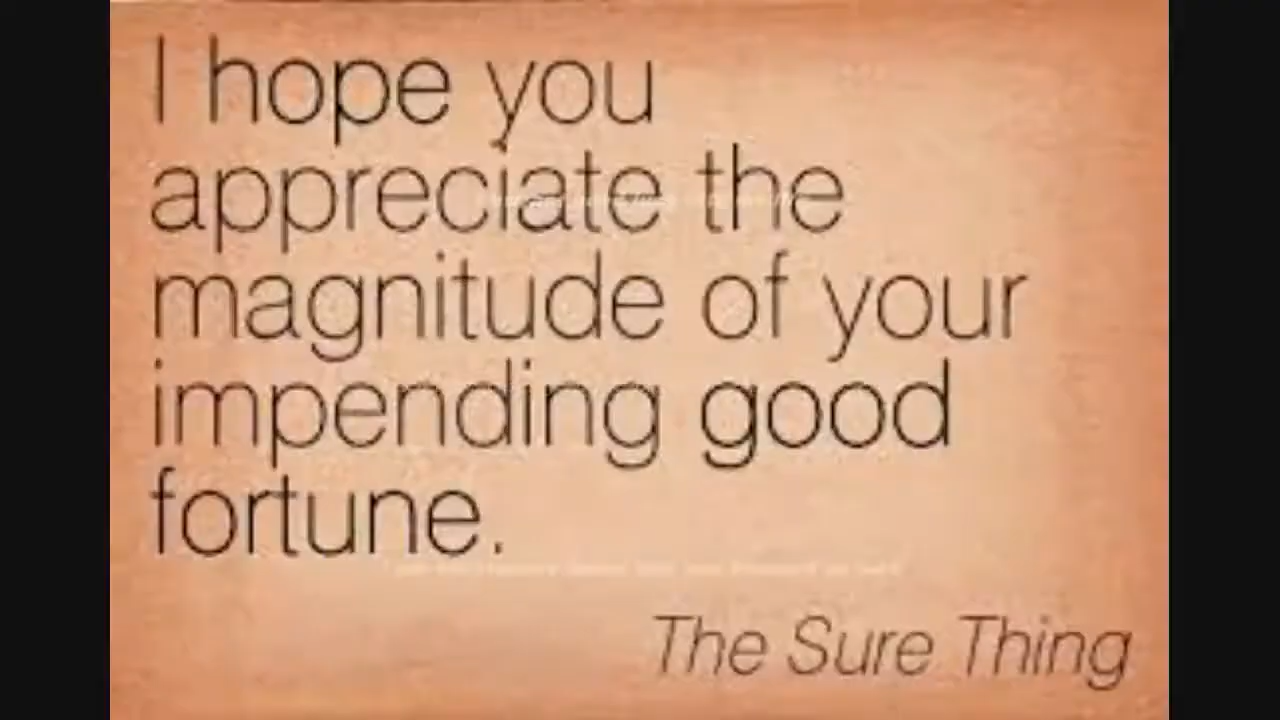 I hope you
appreciate the
magnitude of your
impending good
fortune.
The Sure Thing